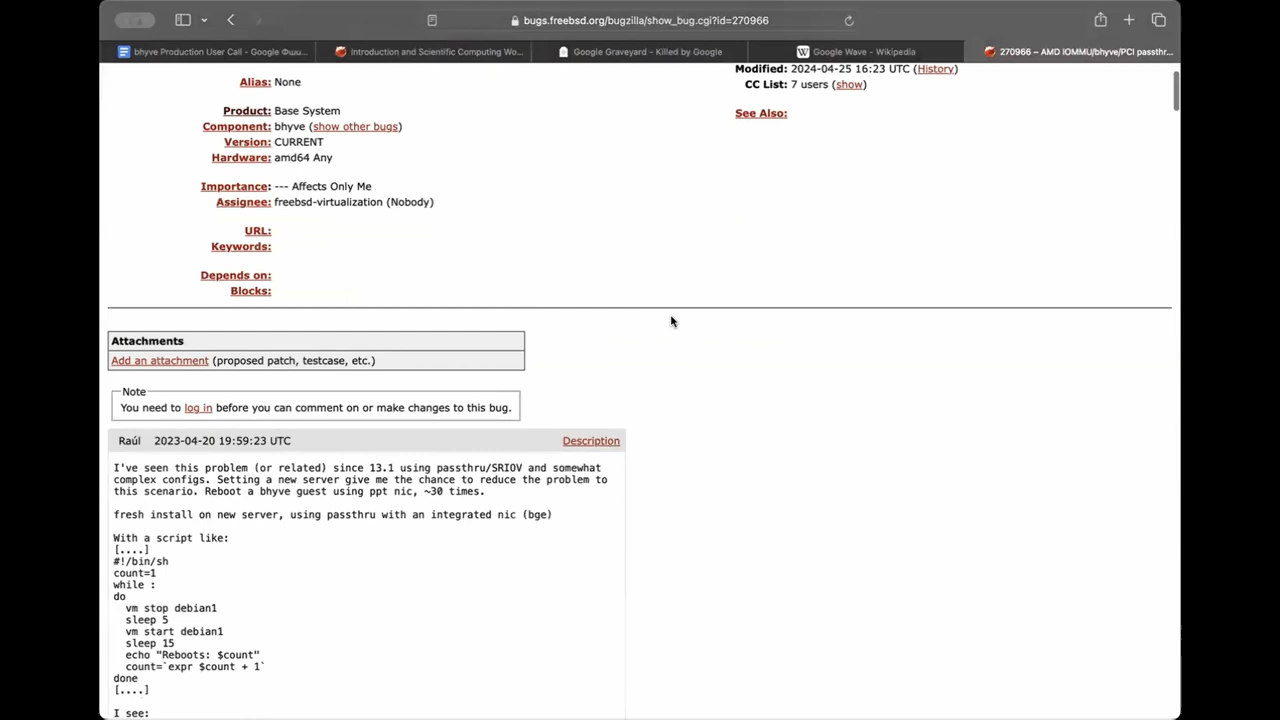 bugs.freebsd.org/bugzilla/show_bug.cgi?id=270966
bhyve Production User Call - Google Фши...
Introduction and Scientific Computing Wo...
Google Graveyard - Killed by Google
Google Wave - Wikipedia
270966 – AMD IOMMU/bhyve/PCI passthr...
Modified: 2024-04-25 16:23 UTC (History)
Alias: None
CC List: 7 users (show)
Product: Base System
See Also:
Component: bhyve (show other bugs)
Version: CURRENT
Hardware: amd64 Any
Importance: --- Affects Only Me
Assignee: freebsd-virtualization (Nobody)
URL:
Keywords:
Depends on:
Blocks:
Attachments
Add an attachment (proposed patch, testcase, etc.)
Note
You need to log in before you can comment on or make changes to this bug.
Raúl 2023-04-20 19:59:23 UTC Description
I've seen this problem (or related) since 13.1 using passthru/SRIOV and somewhat
complex configs. Setting a new server give me the chance to reduce the problem to
this scenario. Reboot a bhyve guest using ppt nic, ~30 times.
fresh install on new server, using passthru with an integrated nic (bge)
With a script like:
[....]
#!/bin/sh
count=1
while :
do
vm stop debian1
sleep 5
vm start debian1
sleep 15
echo "Reboots: $count"
count=`expr $count + 1`
done
[....]
I see: